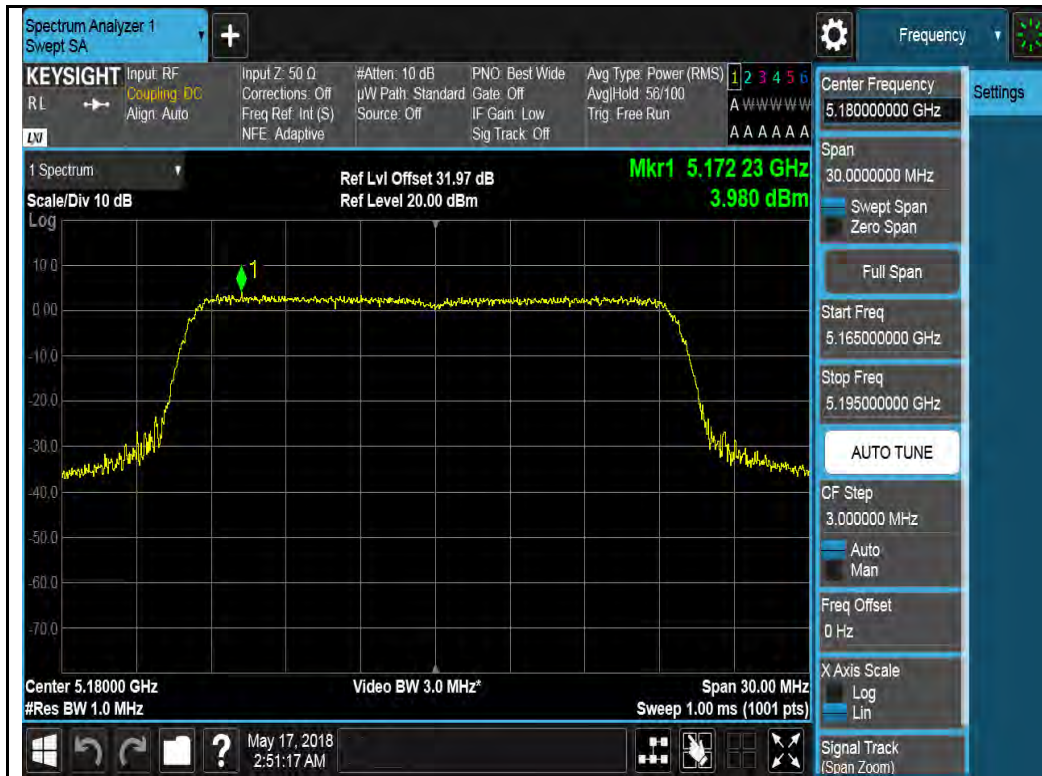 Spectrum Analyzer 1
Swept SA
+
Frequency
KEYSIGHT
RL
LXI
Input: RF
Coupling: DC
Align: Auto
Input Z: 50 Ω
Corrections: Off
Freq Ref: Int (S)
NFE: Adaptive
#Atten: 10 dB
µW Path: Standard
Source: Off
PNO: Best Wide
Gate: Off
IF Gain: Low
Sig Track: Off
Avg Type: Power (RMS)
Avg|Hold: 56/100
Trig: Free Run
1 2 3 4 5 6
A W W W W W
A A A A A A
1 Spectrum
Scale/Div 10 dB
Ref Lvl Offset 31.97 dB
Ref Level 20.00 dBm
Mkr1 5.172 23 GHz
3.980 dBm
Log
1
10.0
0.00
-10.0
-20.0
-30.0
-40.0
-50.0
-60.0
-70.0
Center 5.18000 GHz
#Res BW 1.0 MHz
Video BW 3.0 MHz*
Span 30.00 MHz
Sweep 1.00 ms (1001 pts)
?
May 17, 2018
2:51:17 AM
Center Frequency
5.180000000 GHz
Span
30.0000000 MHz
Swept Span
Zero Span
Full Span
Start Freq
5.165000000 GHz
Stop Freq
5.195000000 GHz
AUTO TUNE
CF Step
3.000000 MHz
Auto
Man
Freq Offset
0 Hz
X Axis Scale
Log
Lin
Signal Track
(Span Zoom)
Settings